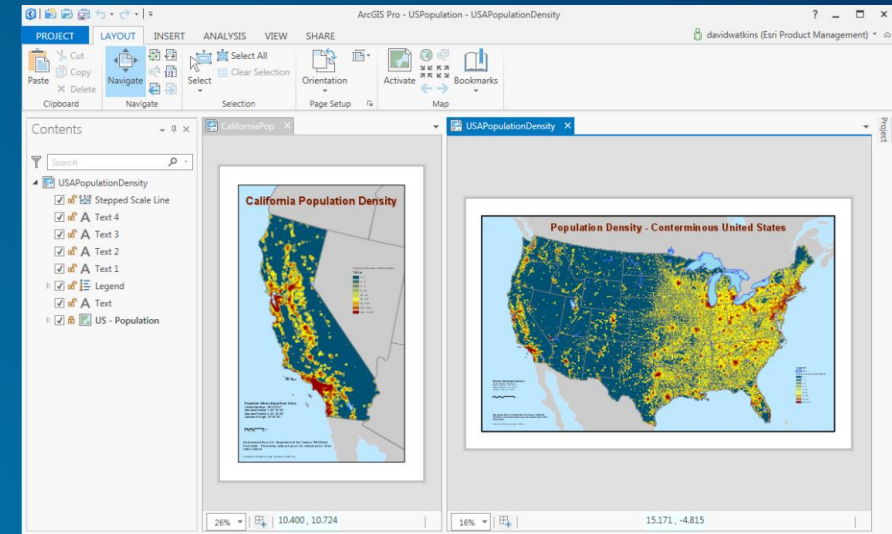 ArcGIS Pro - USPopulation - USAPopulationDensity
? – □ ×
PROJECT LAYOUT INSERT ANALYSIS VIEW SHARE
davidwatkins (Esri Product Management)
Paste
Cut
Copy
Delete
Navigate
Select
Select All
Clear Selection
Orientation
Activate
Bookmarks
Clipboard Navigate Selection Page Setup Map
Contents
Search
USAPopulationDensity
Stepped Scale Line
A Text 4
A Text 3
A Text 2
A Text 1
Legend
A Text
US - Population
CaliforniaPop ×
California Population Density
26%
10.400 , 10.724
USAPopulationDensity ×
Population Density - Conterminous United States
16%
15.171 , -4.815
Project